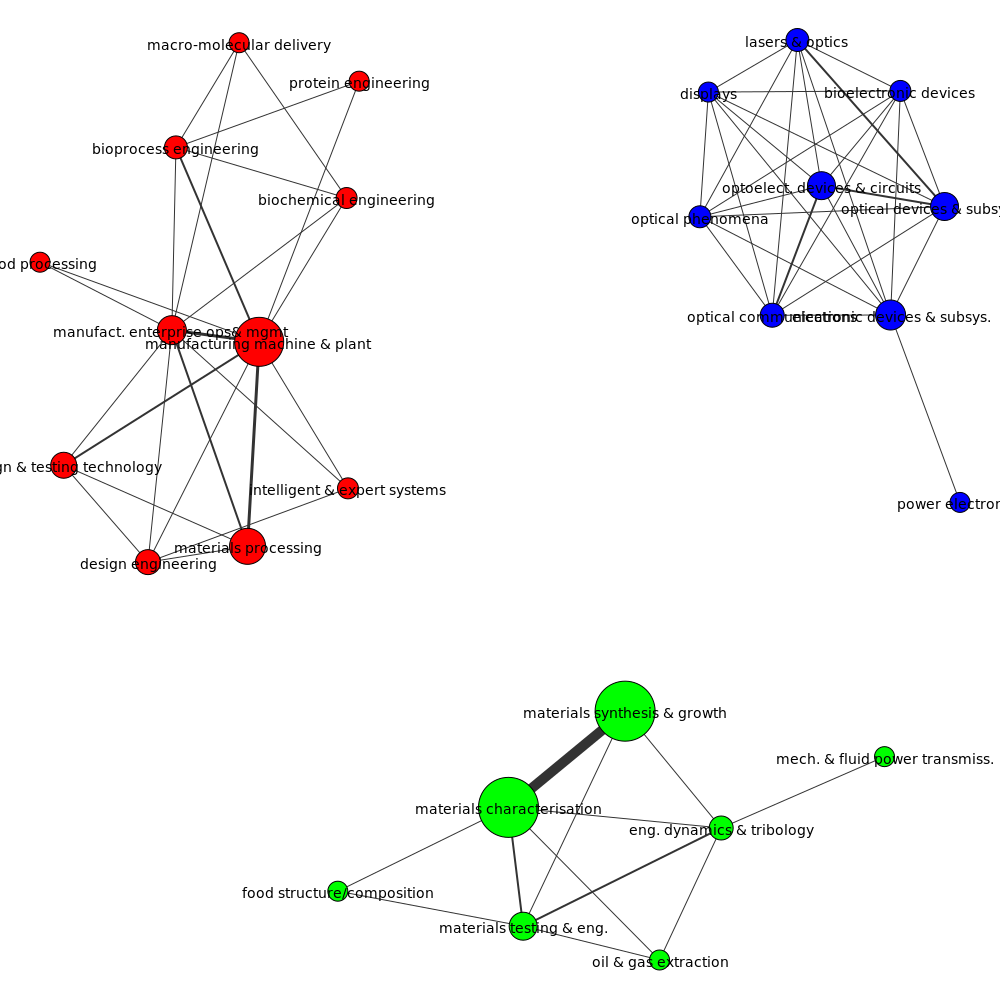 lasers & optics
macro-molecular delivery
protein engineering
displays
bioelectronic devices
bioprocess engineering
optoelect. devices & circuits
biochemical engineering
optical devices & subsy
optical phenomena
od processing
optical communications
electronic devices & subsys.
manufact. enterprise ops& mgmt
manufacturing machine & plant
gn & testing technology
intelligent & expert systems
power electron
materials processing
design engineering
materials synthesis & growth
mech. & fluid power transmiss.
materials characterisation
eng. dynamics & tribology
food structure/composition
materials testing & eng.
oil & gas extraction